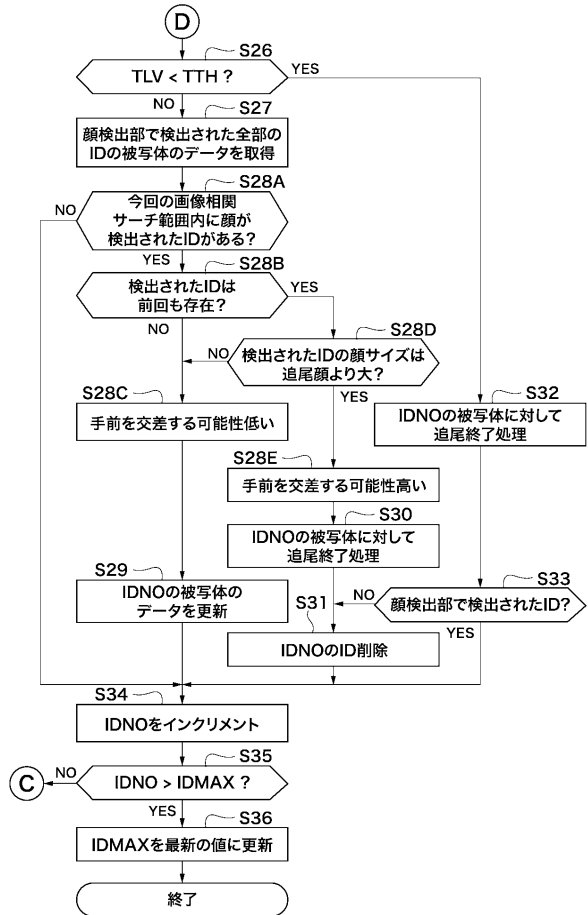 D
S26
TLV < TTH ?
YES
NO
S27
顔検出部で検出された全部の
IDの被写体のデータを取得
S28A
NO
今回の画像相関
サーチ範囲内に顔が
検出されたIDがある?
YES
S28B
検出されたIDは
前回も存在?
YES
NO
S28D
NO
検出されたIDの顔サイズは
追尾顔より大?
YES
S28C
手前を交差する可能性低い
S32
IDNOの被写体に対して
追尾終了処理
S28E
手前を交差する可能性高い
S30
IDNOの被写体に対して
追尾終了処理
S29
IDNOの被写体の
データを更新
S33
NO
顔検出部で検出されたID?
YES
S31
IDNOのID削除
S34
IDNOをインクリメント
S35
C
NO
IDNO > IDMAX ?
YES
S36
IDMAXを最新の値に更新
終了